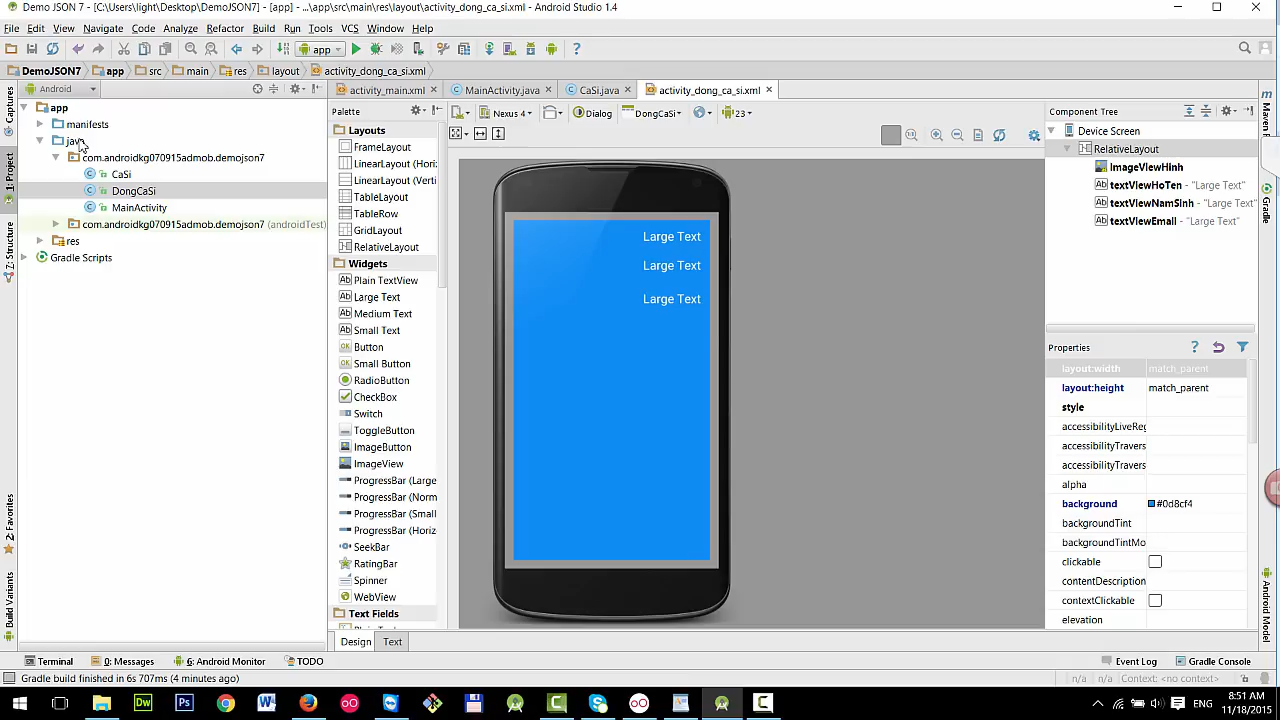 Demo JSON 7 - [C:\Users\light\Desktop\DemoJSON7] - [app] - ...\app\src\main\res\layout\activity_dong_ca_si.xml - Android Studio 1.4
File Edit View Navigate Code Analyze Refactor Build Run Tools VCS Window Help
app
DemoJSON7 app src main res layout activity_dong_ca_si.xml
Android
activity_main.xml MainActivity.java CaSi.java activity_dong_ca_si.xml
Captures
1: Project
Z: Structure
2: Favorites
Build Variants
app
manifests
java
com.androidkg070915admob.demojson7
CaSi
DongCaSi
MainActivity
com.androidkg070915admob.demojson7 (androidTest)
res
Gradle Scripts
Palette
Layouts
FrameLayout
LinearLayout (Hori
LinearLayout (Verti
TableLayout
TableRow
GridLayout
RelativeLayout
Widgets
Plain TextView
Large Text
Medium Text
Small Text
Button
Small Button
RadioButton
CheckBox
Switch
ToggleButton
ImageButton
ImageView
ProgressBar (Large
ProgressBar (Norm
ProgressBar (Small
ProgressBar (Horiz
SeekBar
RatingBar
Spinner
WebView
Text Fields
Design Text
Nexus 4 Dialog DongCaSi 23
Large Text
Large Text
Large Text
Component Tree
Device Screen
RelativeLayout
ImageViewHinh
textViewHoTen - "Large Text"
textViewNamSinh - "Large Text"
textViewEmail - "Large Text"
Properties
layout:width match_parent
layout:height match_parent
style
accessibilityLiveReg
accessibilityTravers
accessibilityTravers
alpha
background #0d8cf4
backgroundTint
backgroundTintMo
clickable
contentDescription
contextClickable
elevation
Maven Projects
Gradle
Android Model
Terminal 0: Messages 6: Android Monitor TODO Event Log Gradle Console
Gradle build finished in 6s 707ms (4 minutes ago) n/a n/a Context: <no context>
8:51 AM
11/18/2015